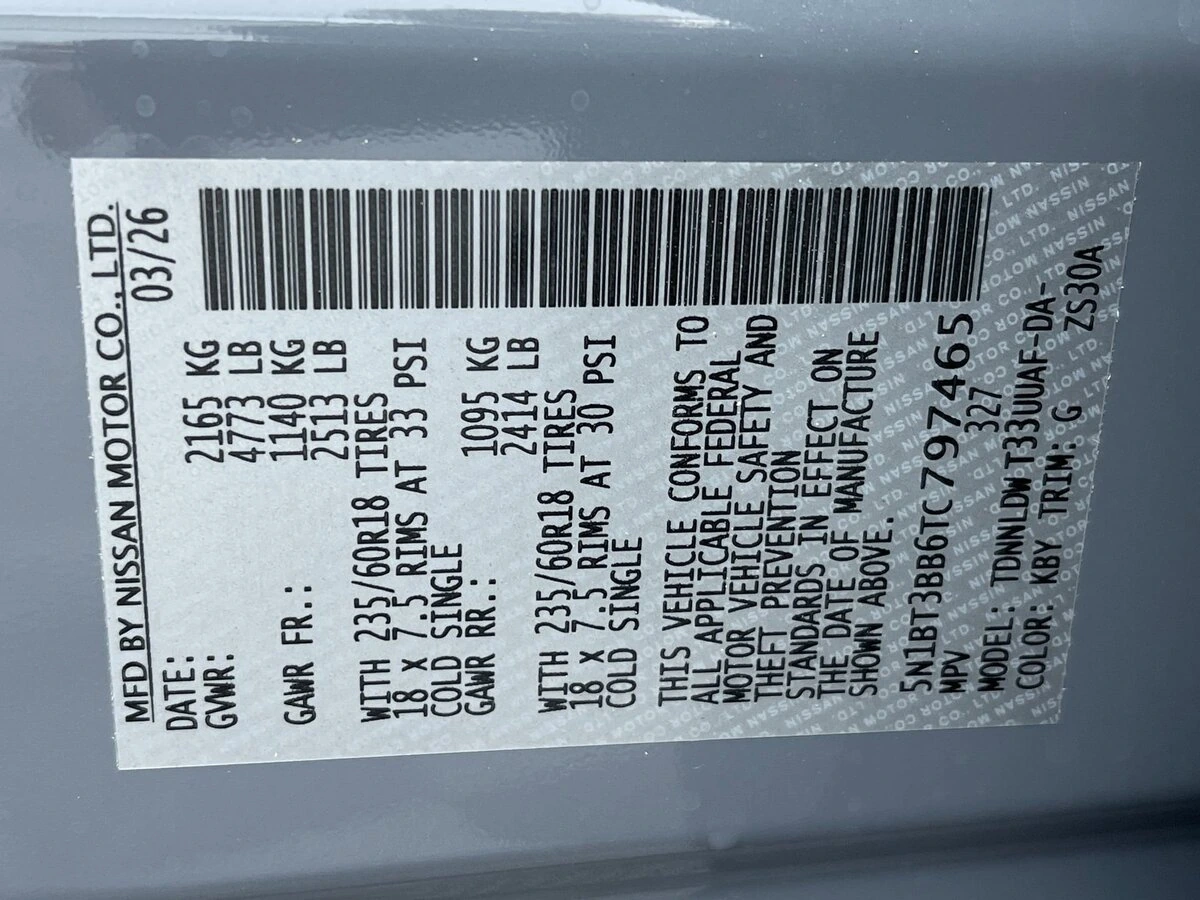 MFD BY NISSAN MOTOR CO., LTD.
DATE: 03/26
GVWR: 2165 KG
4773 LB
GAWR FR.: 1140 KG
2513 LB
WITH 235/60R18 TIRES
18 X 7.5 RIMS AT 33 PSI
COLD SINGLE
GAWR RR.: 1095 KG
2414 LB
WITH 235/60R18 TIRES
18 X 7.5 RIMS AT 30 PSI
COLD SINGLE
THIS VEHICLE CONFORMS TO
ALL APPLICABLE FEDERAL
MOTOR VEHICLE SAFETY AND
THEFT PREVENTION
STANDARDS IN EFFECT ON
THE DATE OF MANUFACTURE
SHOWN ABOVE.
5N1BT3BB6TC797465
MPV 327
MODEL: TDNNLDWT33UUAF-DA-
COLOR: KBY TRIM: G ZS30A